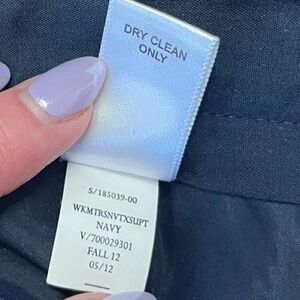 DRY CLEAN
ONLY
S/185039-00
WKMTRSNVTXSUPT
NAVY
V/700029301
FALL 12
05/12